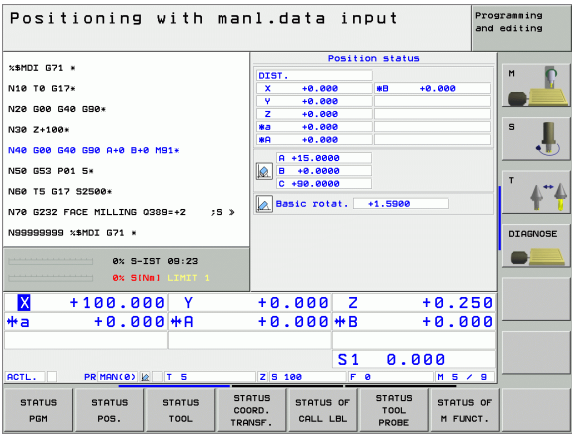 Positioning with manl.data input
Programming
and editing
%$MDI G71 *
N10 T0 G17*
N20 G00 G40 G90*
N30 Z+100*
N40 G00 G40 G90 A+0 B+0 M91*
N50 G53 P01 5*
N60 T5 G17 S2500*
N70 G232 FACE MILLING Q389=+2 ;S »
N99999999 %$MDI G71 *
Position status
DIST.
X +0.000 *B +0.000
Y +0.000
Z +0.000
*a +0.000
*A +0.000
A +15.0000
B +0.0000
C +90.0000
Basic rotat. +1.5900
0% S-IST 09:23
0% S[Nm] LIMIT 1
X +100.000 Y +0.000 Z +0.250
*a +0.000 *A +0.000 *B +0.000
S1 0.000
ACTL. PR MAN(0) T 5 Z S 100 F 0 M 5 / 9
M
S
T
DIAGNOSE
STATUS
PGM
STATUS
POS.
STATUS
TOOL
STATUS
COORD.
TRANSF.
STATUS OF
CALL LBL
STATUS
TOOL
PROBE
STATUS OF
M FUNCT.